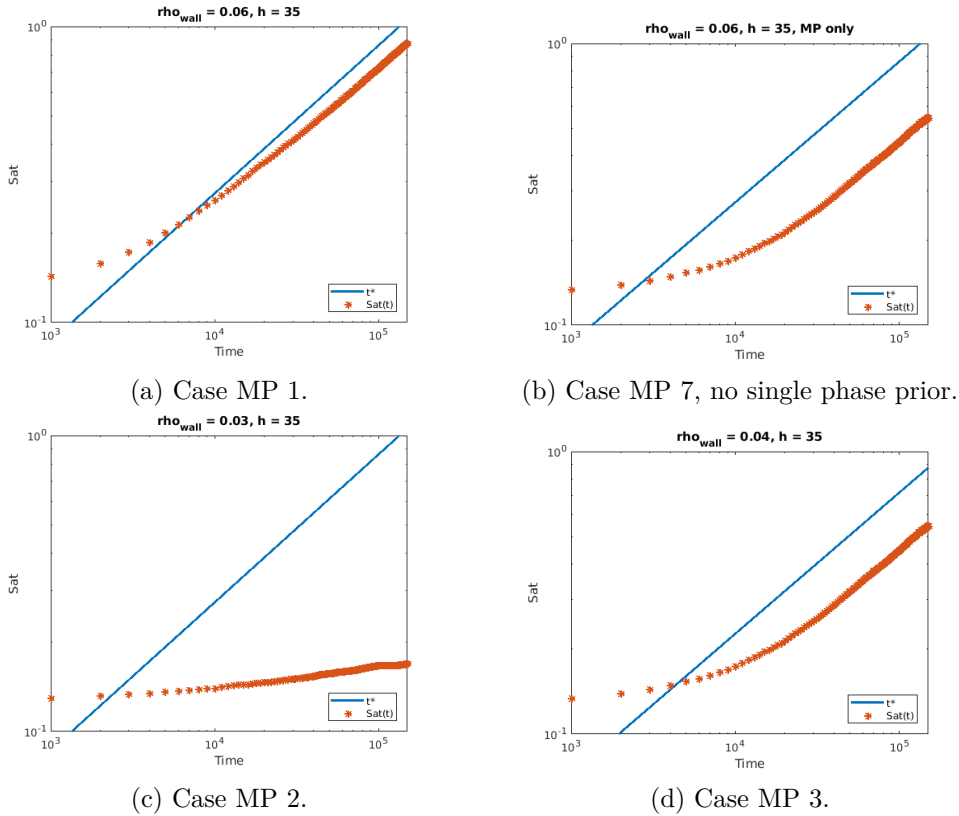 rho_wall = 0.06, h = 35
10^0
Sat
10^-1
t*
Sat(t)
10^3
10^4
10^5
Time
(a) Case MP 1.
rho_wall = 0.06, h = 35, MP only
10^0
Sat
10^-1
t*
Sat(t)
10^3
10^4
10^5
Time
(b) Case MP 7, no single phase prior.
rho_wall = 0.03, h = 35
10^0
Sat
10^-1
t*
Sat(t)
10^3
10^4
10^5
Time
(c) Case MP 2.
rho_wall = 0.04, h = 35
10^0
Sat
10^-1
t*
Sat(t)
10^3
10^4
10^5
Time
(d) Case MP 3.